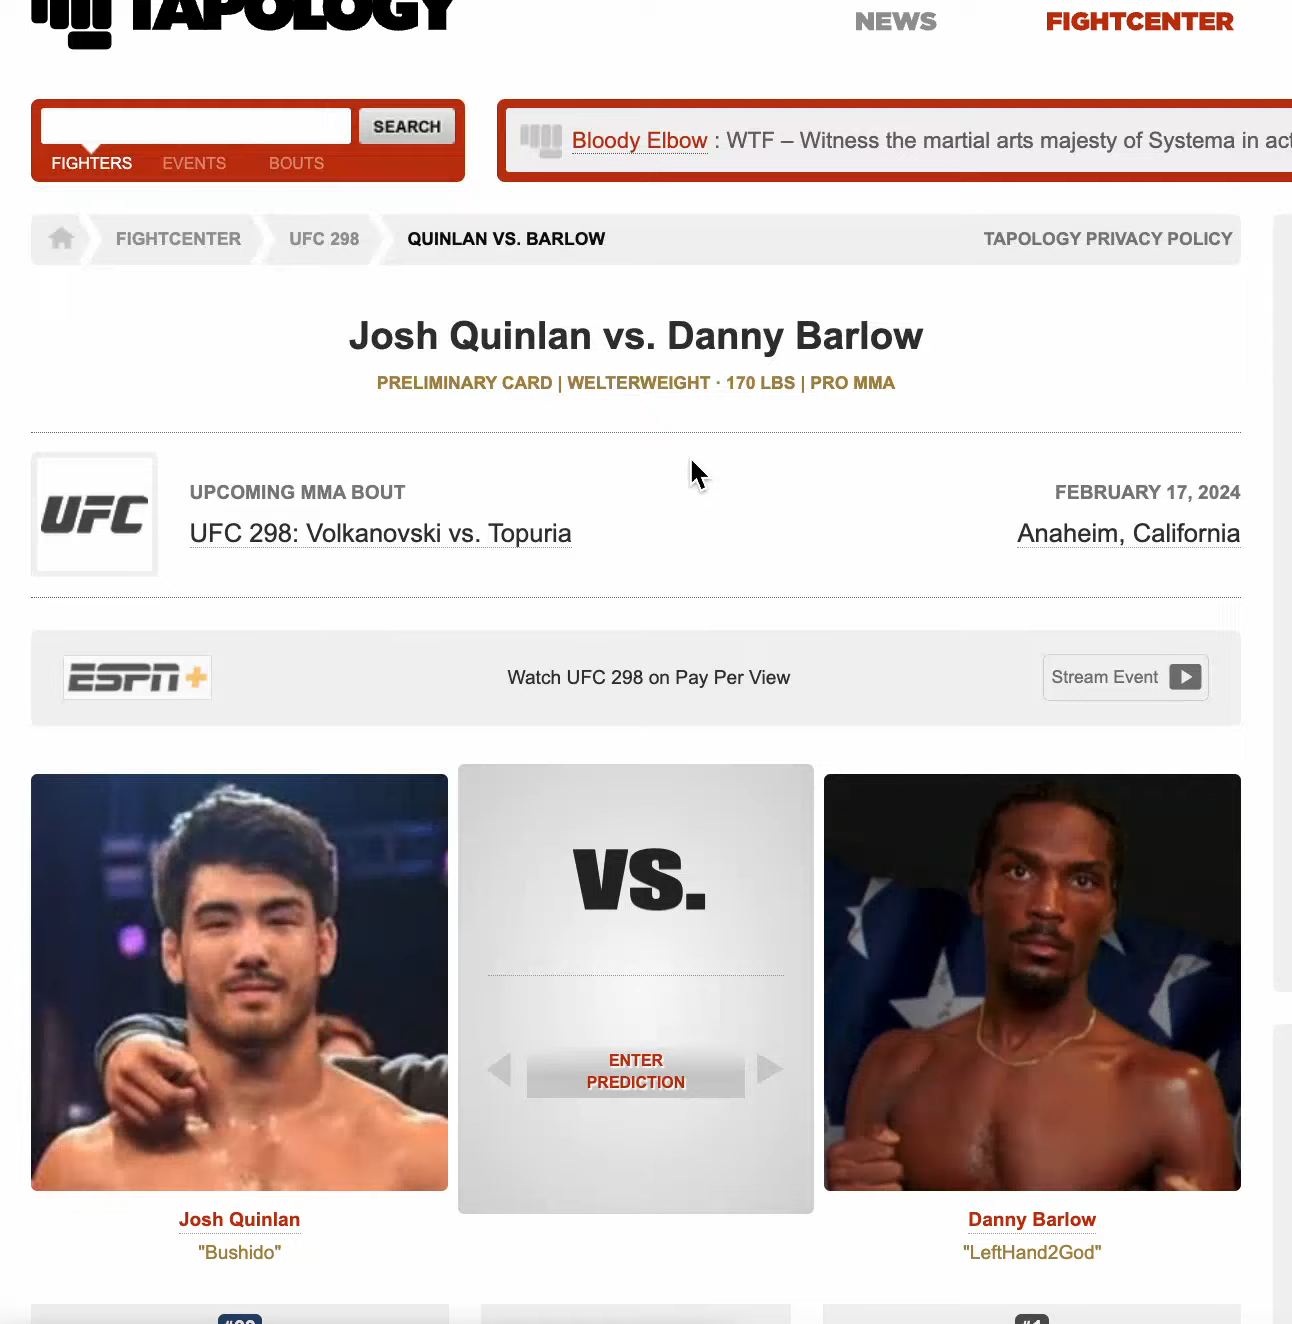 TAPOLOGY
NEWS
FIGHTCENTER
SEARCH
FIGHTERS
EVENTS
BOUTS
Bloody Elbow : WTF – Witness the martial arts majesty of Systema in
FIGHTCENTER
UFC 298
QUINLAN VS. BARLOW
TAPOLOGY PRIVACY POLICY
Josh Quinlan vs. Danny Barlow
PRELIMINARY CARD | WELTERWEIGHT · 170 LBS | PRO MMA
UFC
UPCOMING MMA BOUT
FEBRUARY 17, 2024
UFC 298: Volkanovski vs. Topuria
Anaheim, California
ESPN+
Watch UFC 298 on Pay Per View
Stream Event
VS.
ENTER
PREDICTION
Josh Quinlan
"Bushido"
Danny Barlow
"LeftHand2God"